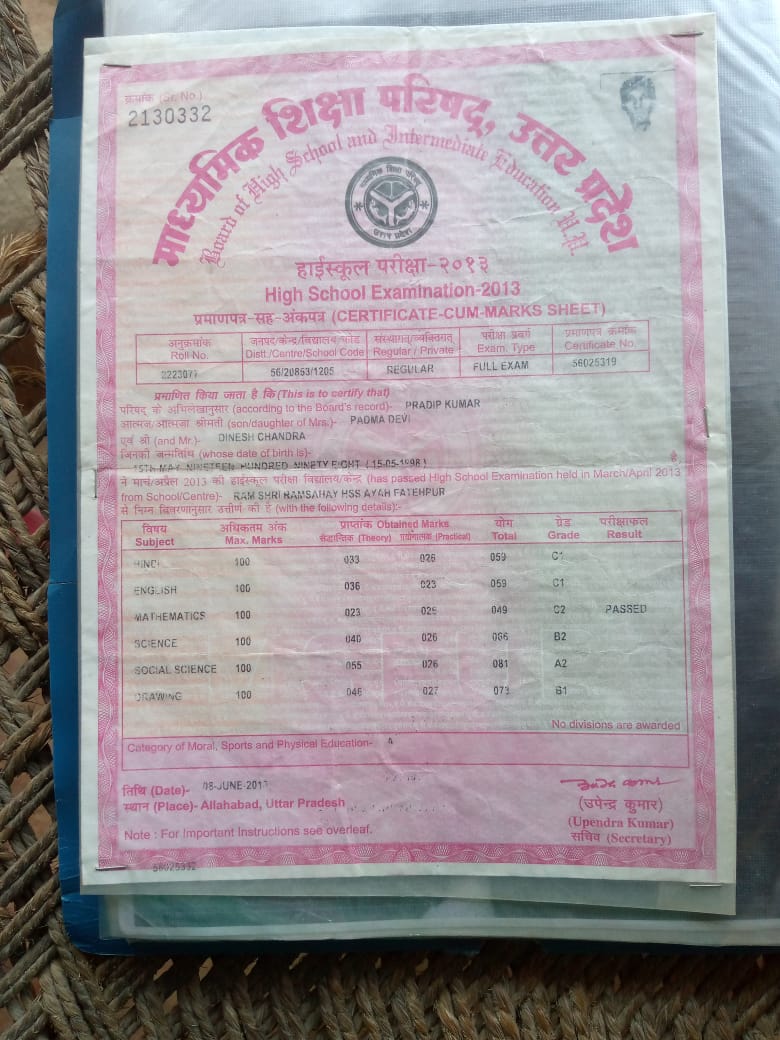 क्रमांक (Sr. No.)
2130332
माध्यमिक शिक्षा परिषद्, उत्तर प्रदेश
Board of High School and Intermediate Education U.P.
माध्यमिक शिक्षा परिषद्
उत्तर प्रदेश
हाईस्कूल परीक्षा-२०१३
High School Examination-2013
प्रमाणपत्र-सह-अंकपत्र (CERTIFICATE-CUM-MARKS SHEET)
अनुक्रमांक जनपद/केन्द्र/विद्यालय कोड संस्थागत/व्यक्तिगत परीक्षा प्रवर्ग प्रमाणपत्र क्रमांक
Roll No. Distt./Centre/School Code Regular / Private Exam. Type Certificate No.
2223077 56/20853/1205 REGULAR FULL EXAM 56025319
प्रमाणित किया जाता है कि (This is to certify that)
परिषद् के अभिलेखानुसार (according to the Board's record)- PRADIP KUMAR
आत्मज/आत्मजा श्रीमती (son/daughter of Mrs.)- PADMA DEVI
एवं श्री (and Mr.)- DINESH CHANDRA
जिनकी जन्मतिथि (whose date of birth is)-
15TH MAY NINETEEN HUNDRED NINETY EIGHT (15-05-1998) है,
ने मार्च/अप्रैल 2013 की हाईस्कूल परीक्षा विद्यालय/केन्द्र (has passed High School Examination held in March/April 2013
from School/Centre)- RAM SHRI RAMSAHAY HSS AYAH FATEHPUR
से निम्न विवरणानुसार उत्तीर्ण की है (with the following details):-
विषय अधिकतम अंक प्राप्तांक Obtained Marks योग ग्रेड परीक्षाफल
Subject Max. Marks सैद्धान्तिक (Theory) प्रयोगात्मक (Practical) Total Grade Result
HINDI 100 033 026 059 C1
ENGLISH 100 036 023 059 C1
MATHEMATICS 100 023 026 049 C2 PASSED
SCIENCE 100 040 026 066 B2
SOCIAL SCIENCE 100 055 026 081 A2
DRAWING 100 046 027 073 B1
No divisions are awarded
Category of Moral, Sports and Physical Education- A
तिथि (Date)- 08-JUNE-2013
स्थान (Place)- Allahabad, Uttar Pradesh
(उपेन्द्र कुमार)
(Upendra Kumar)
सचिव (Secretary)
Note : For Important Instructions see overleaf.